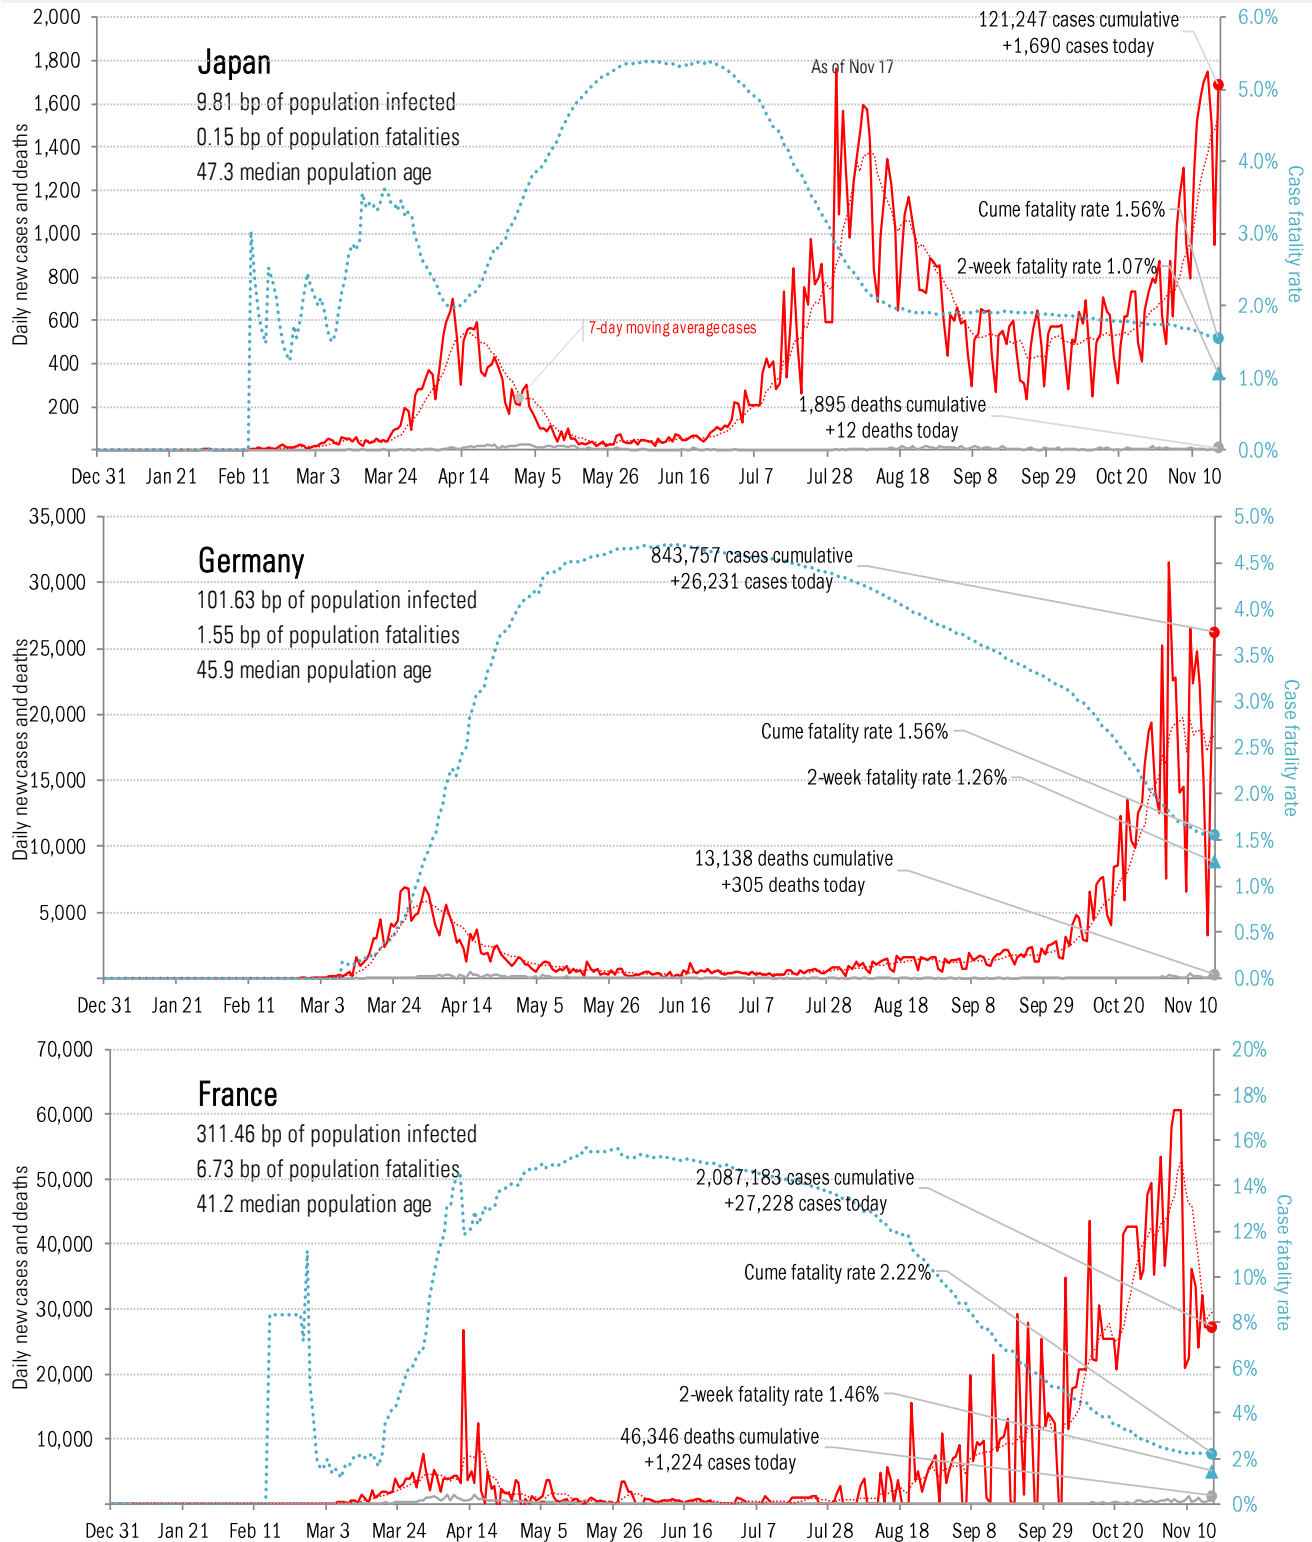 Japan
9.81 bp of population infected
0.15 bp of population fatalities
47.3 median population age
121,247 cases cumulative
+1,690 cases today
As of Nov 17
Cume fatality rate 1.56%
2-week fatality rate 1.07%
7-day moving average cases
1,895 deaths cumulative
+12 deaths today
Daily new cases and deaths
2,000
1,800
1,600
1,400
1,200
1,000
800
600
400
200
6.0%
5.0%
4.0%
3.0%
2.0%
1.0%
0.0%
Case fatality rate
Dec 31 Jan 21 Feb 11 Mar 3 Mar 24 Apr 14 May 5 May 26 Jun 16 Jul 7 Jul 28 Aug 18 Sep 8 Sep 29 Oct 20 Nov 10
Germany
101.63 bp of population infected
1.55 bp of population fatalities
45.9 median population age
843,757 cases cumulative
+26,231 cases today
Cume fatality rate 1.56%
2-week fatality rate 1.26%
13,138 deaths cumulative
+305 deaths today
Daily new cases and deaths
35,000
30,000
25,000
20,000
15,000
10,000
5,000
5.0%
4.5%
4.0%
3.5%
3.0%
2.5%
2.0%
1.5%
1.0%
0.5%
0.0%
Case fatality rate
Dec 31 Jan 21 Feb 11 Mar 3 Mar 24 Apr 14 May 5 May 26 Jun 16 Jul 7 Jul 28 Aug 18 Sep 8 Sep 29 Oct 20 Nov 10
France
311.46 bp of population infected
6.73 bp of population fatalities
41.2 median population age
2,087,183 cases cumulative
+27,228 cases today
Cume fatality rate 2.22%
2-week fatality rate 1.46%
46,346 deaths cumulative
+1,224 cases today
Daily new cases and deaths
70,000
60,000
50,000
40,000
30,000
20,000
10,000
20%
18%
16%
14%
12%
10%
8%
6%
4%
2%
0%
Case fatality rate
Dec 31 Jan 21 Feb 11 Mar 3 Mar 24 Apr 14 May 5 May 26 Jun 16 Jul 7 Jul 28 Aug 18 Sep 8 Sep 29 Oct 20 Nov 10